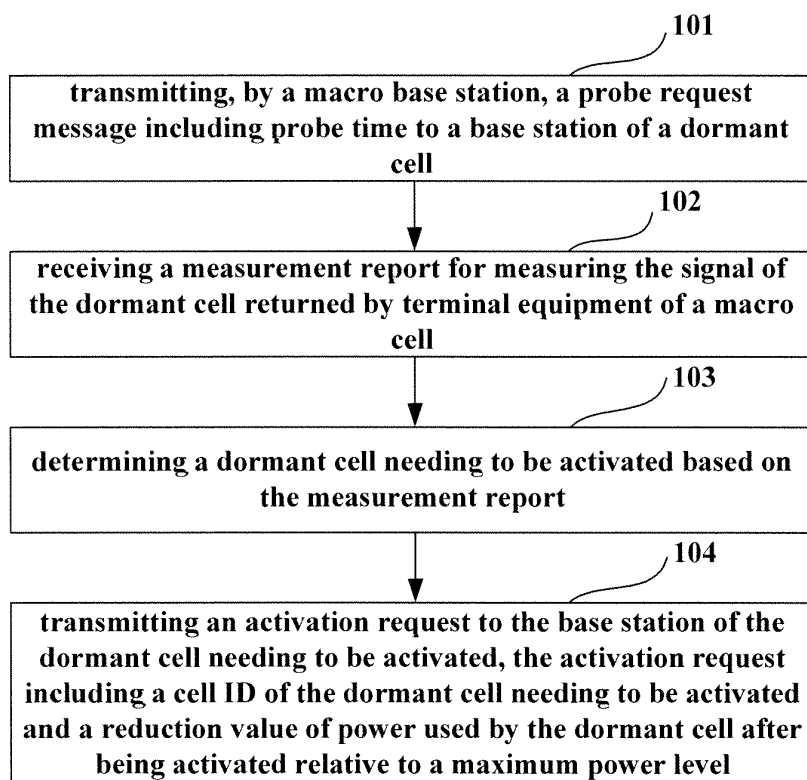 101
transmitting, by a macro base station, a probe request
message including probe time to a base station of a dormant
cell
102
receiving a measurement report for measuring the signal of
the dormant cell returned by terminal equipment of a macro
cell
103
determining a dormant cell needing to be activated based on
the measurement report
104
transmitting an activation request to the base station of the
dormant cell needing to be activated, the activation request
including a cell ID of the dormant cell needing to be activated
and a reduction value of power used by the dormant cell after
being activated relative to a maximum power level